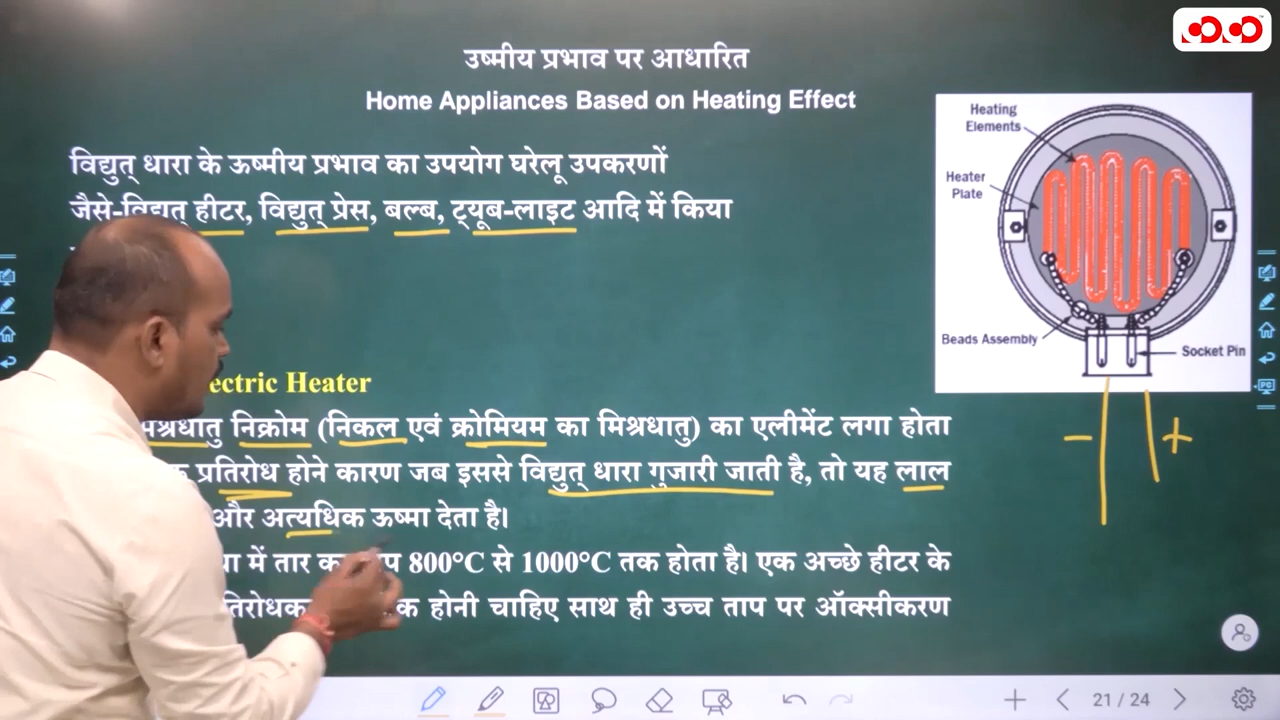 उष्मीय प्रभाव पर आधारित
Home Appliances Based on Heating Effect
विद्युत् धारा के ऊष्मीय प्रभाव का उपयोग घरेलू उपकरणों
जैसे-विद्युत् हीटर, विद्युत् प्रेस, बल्ब, ट्यूब-लाइट आदि में किया
Heating
Elements
Heater
Plate
Beads Assembly
Socket Pin
- +
Heater
निक्रोम (निकल एवं क्रोमियम का मिश्रधातु) का एलीमेंट लगा होता
प्रतिरोध होने कारण जब इससे विद्युत् धारा गुजारी जाती है, तो यह लाल
और अत्यधिक ऊष्मा देता है।
में तार 800°C से 1000°C तक होता है। एक अच्छे हीटर के
होनी चाहिए साथ ही उच्च ताप पर ऑक्सीकरण
PC
21 / 24